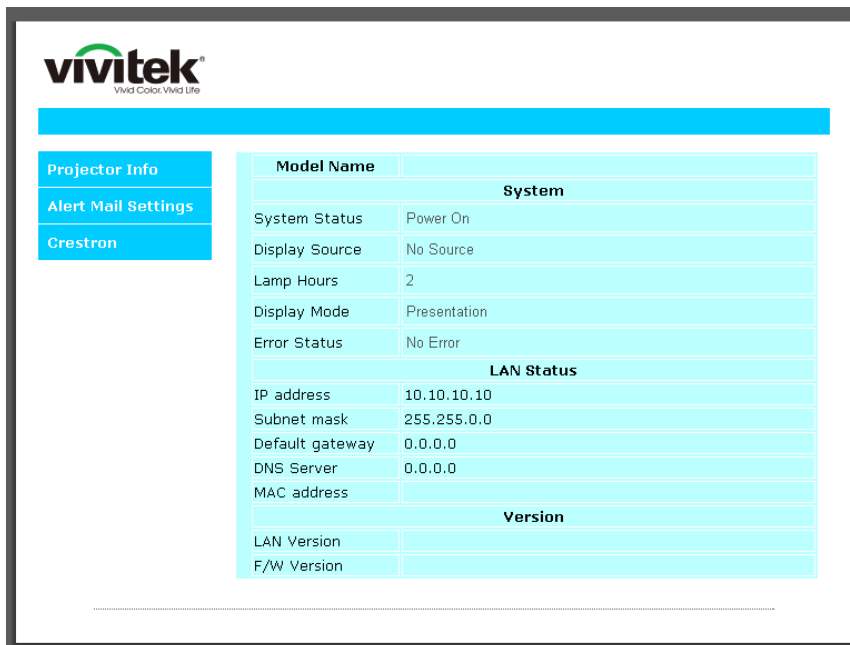 vivitek®
Vivid Color.Vivid Life
Projector Info
Alert Mail Settings
Crestron
Model Name
System
System Status Power On
Display Source No Source
Lamp Hours 2
Display Mode Presentation
Error Status No Error
LAN Status
IP address 10.10.10.10
Subnet mask 255.255.0.0
Default gateway 0.0.0.0
DNS Server 0.0.0.0
MAC address
Version
LAN Version
F/W Version